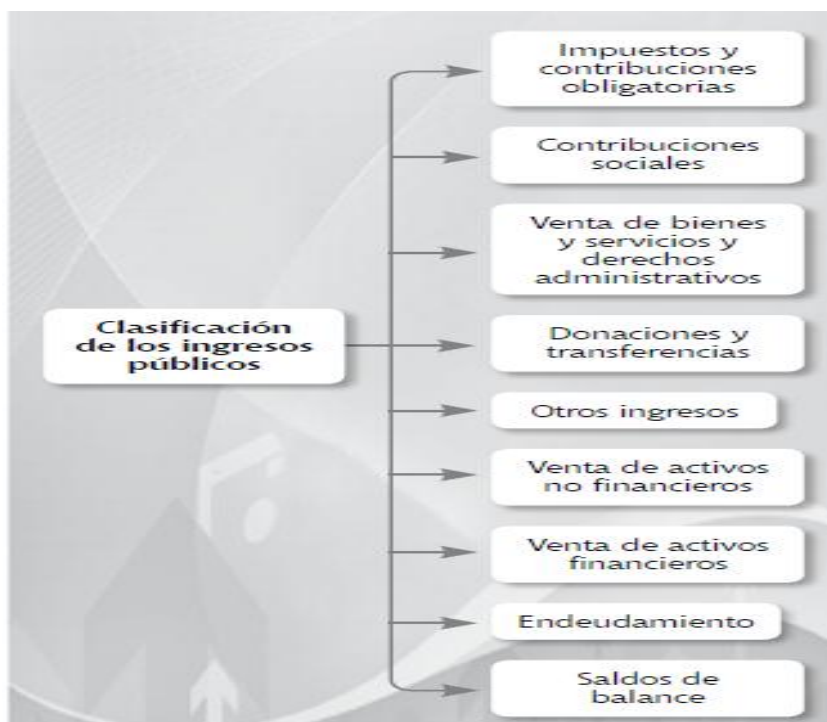 Impuestos y
contribuciones
obligatorias
Contribuciones
sociales
Venta de bienes
y servicios y
derechos
administrativos
Clasificación
de los ingresos
públicos
Donaciones y
transferencias
Otros ingresos
Venta de activos
no financieros
Venta de activos
financieros
Endeudamiento
Saldos de
balance